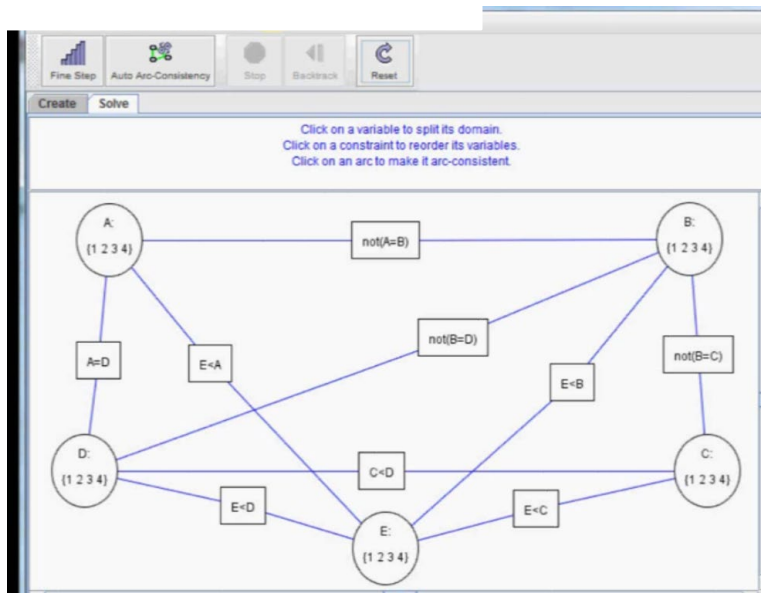 Fine Step
Auto Arc-Consistency
Stop
Backtrack
Reset
Create
Solve
Click on a variable to split its domain.
Click on a constraint to reorder its variables.
Click on an arc to make it arc-consistent.
A:
{1 2 3 4}
not(A=B)
B:
{1 2 3 4}
A=D
E<A
not(B=D)
E<B
not(B=C)
D:
{1 2 3 4}
C<D
C:
{1 2 3 4}
E<D
E<C
E:
{1 2 3 4}